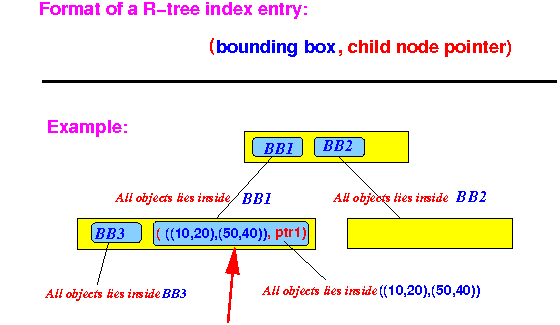 Format of a R-tree index entry:
(bounding box, child node pointer)
Example:
BB1 BB2
All objects lies inside BB1
All objects lies inside BB2
BB3 ( ((10,20),(50,40)), ptr1)
All objects lies inside BB3
All objects lies inside ((10,20),(50,40))